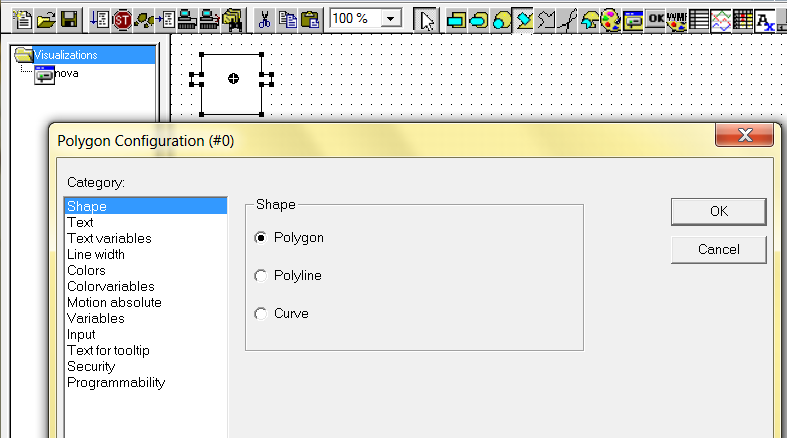 100 %
OK
WMF
Visualizations
nova
Polygon Configuration (#0)
Category:
Shape
Text
Text variables
Line width
Colors
Colorvariables
Motion absolute
Variables
Input
Text for tooltip
Security
Programmability
Shape
Polygon
Polyline
Curve
OK
Cancel